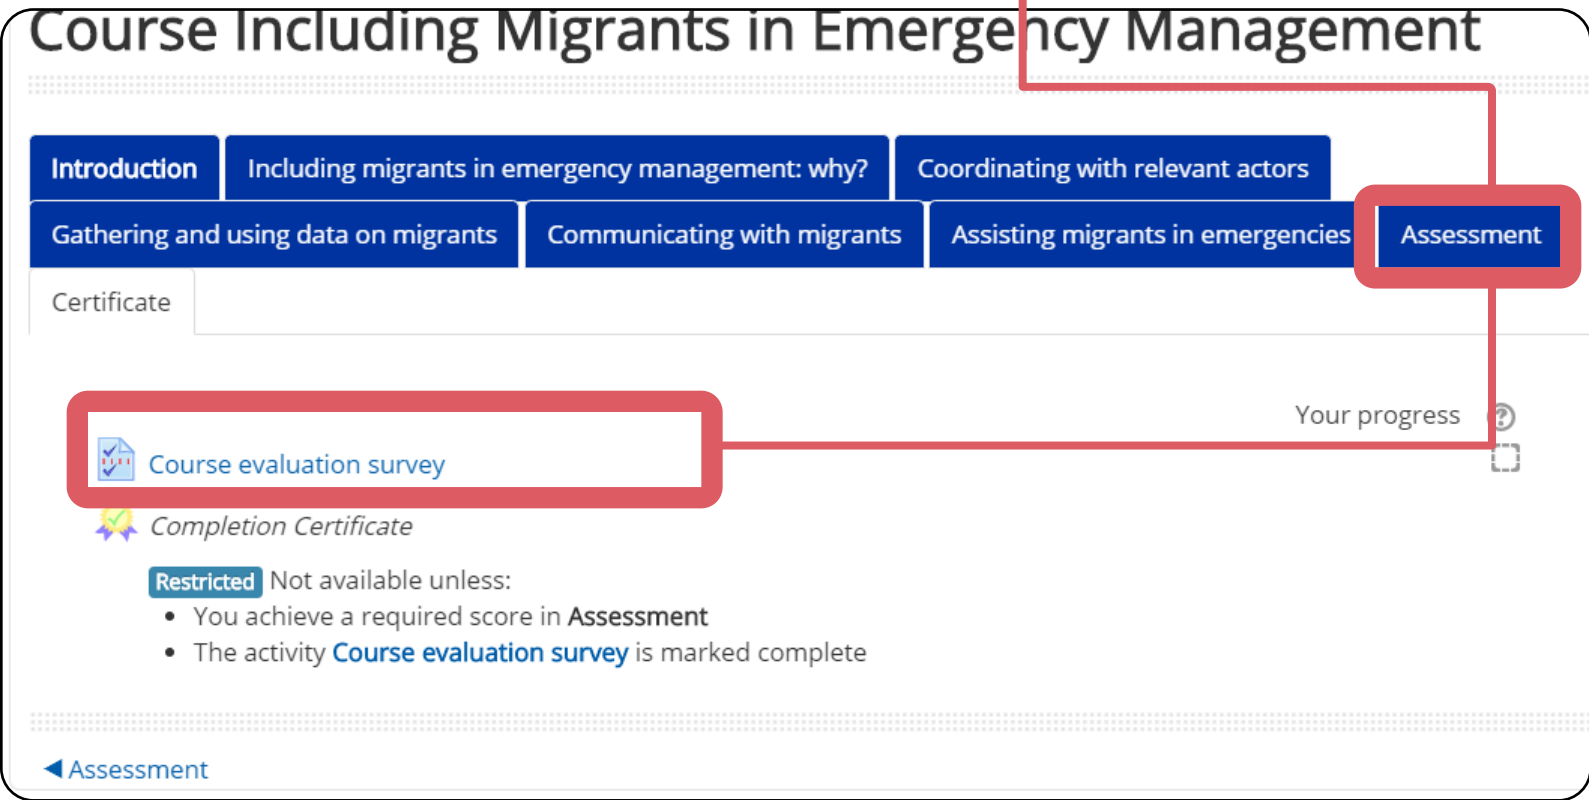 Course Including Migrants in Emergency Management
Introduction
Including migrants in emergency management: why?
Coordinating with relevant actors
Gathering and using data on migrants
Communicating with migrants
Assisting migrants in emergencies
Assessment
Certificate
Your progress
Course evaluation survey
Completion Certificate
Restricted Not available unless:
• You achieve a required score in Assessment
• The activity Course evaluation survey is marked complete
◀ Assessment